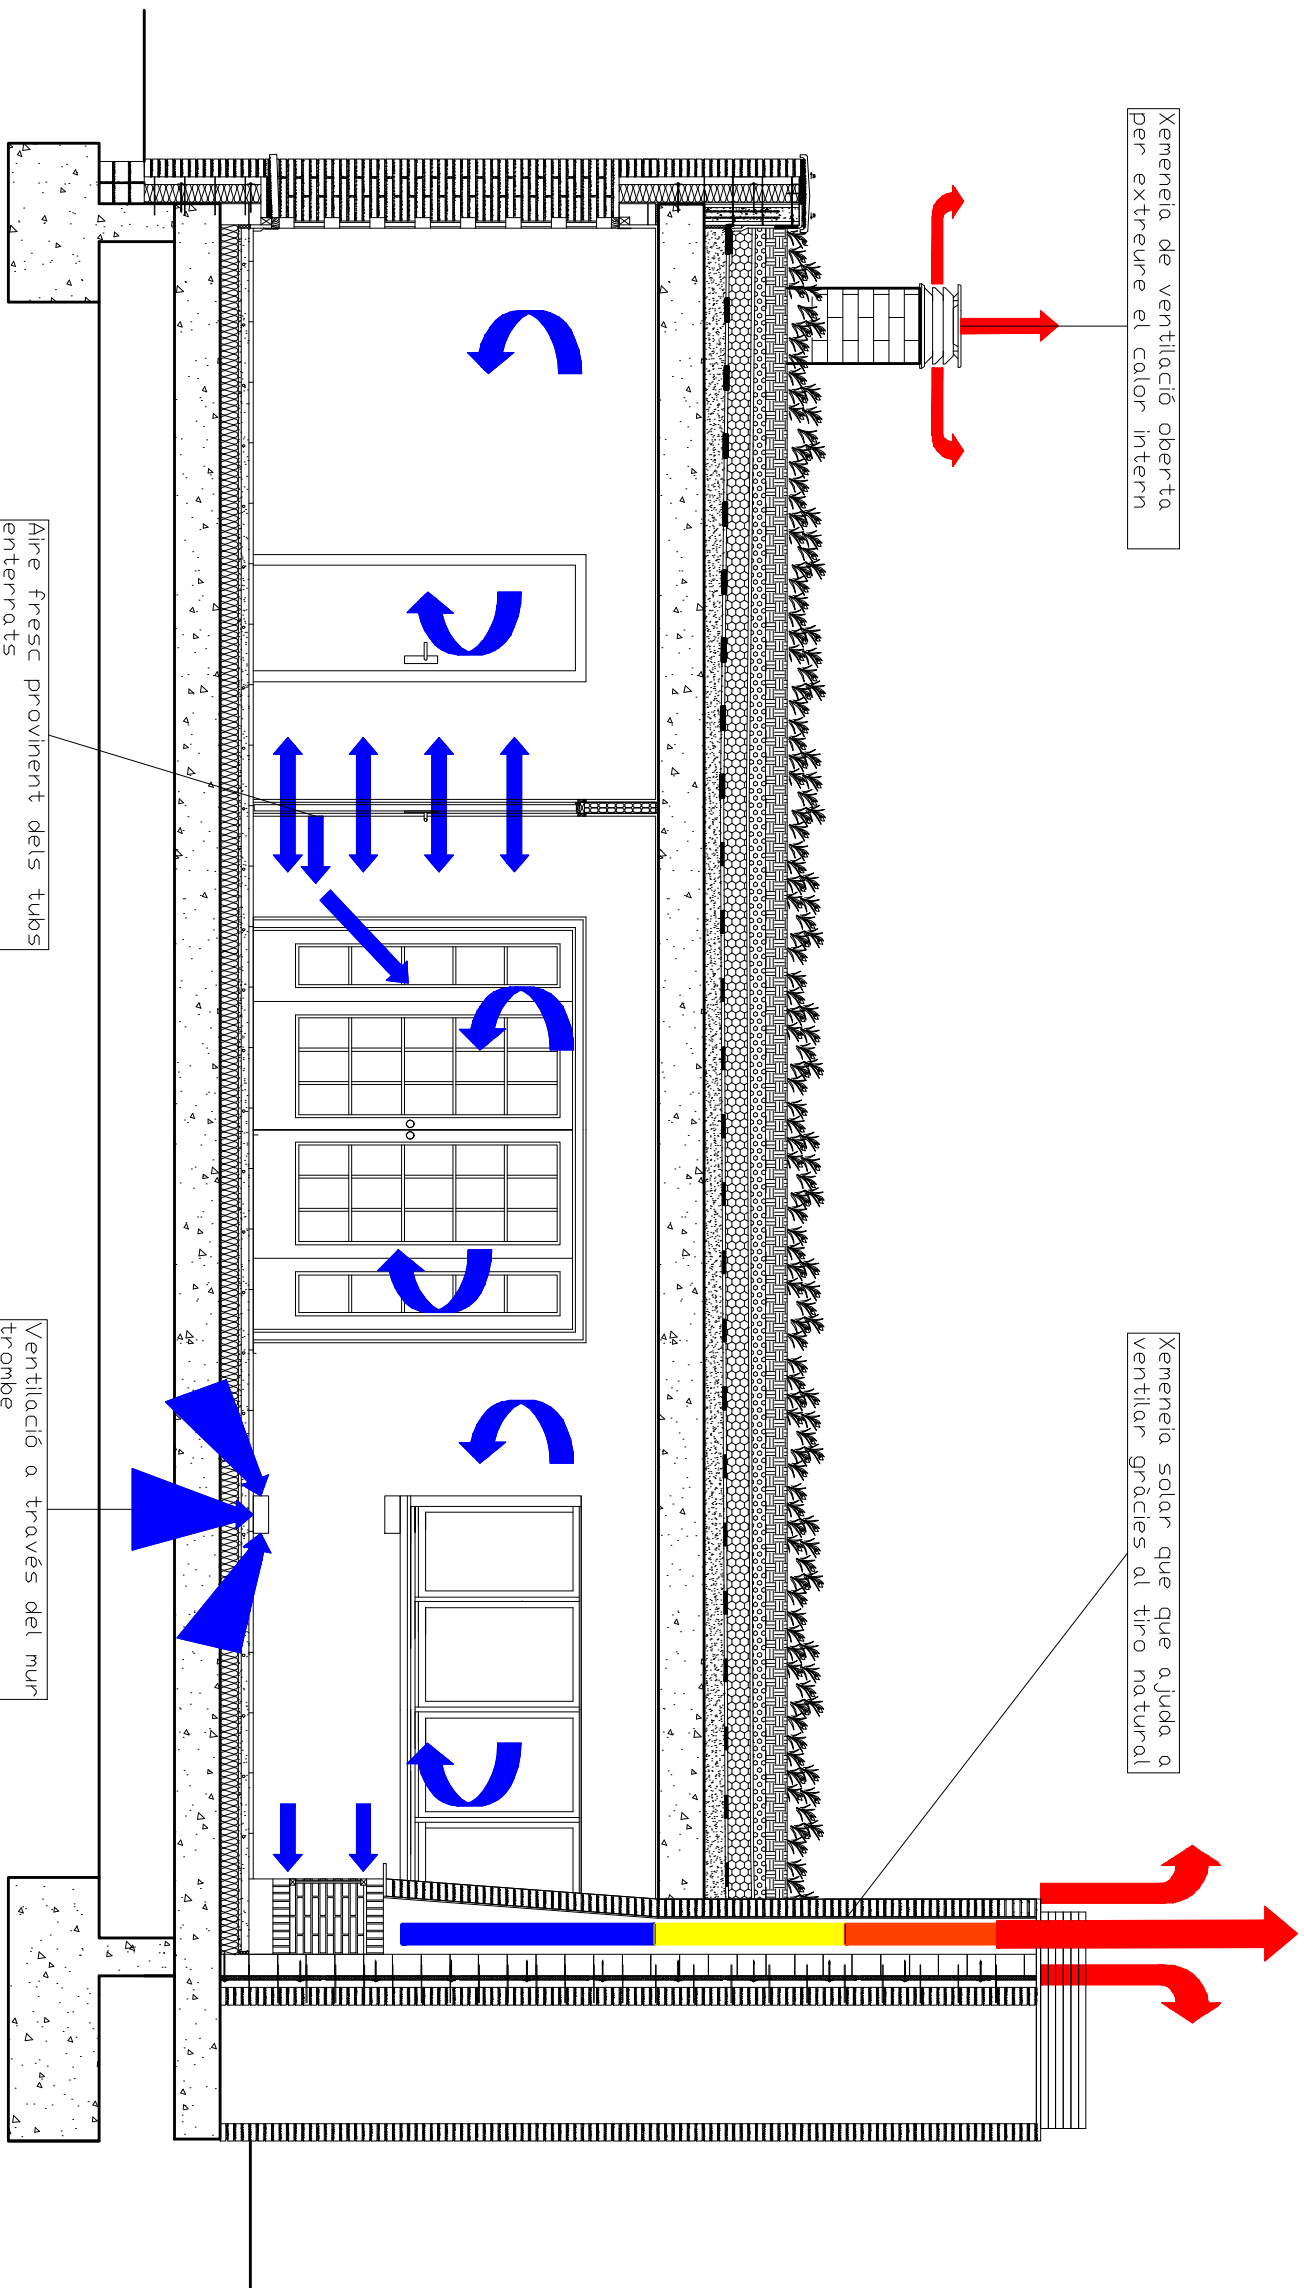 Xemeneia de ventilació oberta
per extreure el calor intern
Xemeneia solar que que ajuda a
ventilar gràcies al tiro natural
Aire fresc provinent dels tubs
enterrats
Ventilació a través del mur
trombe